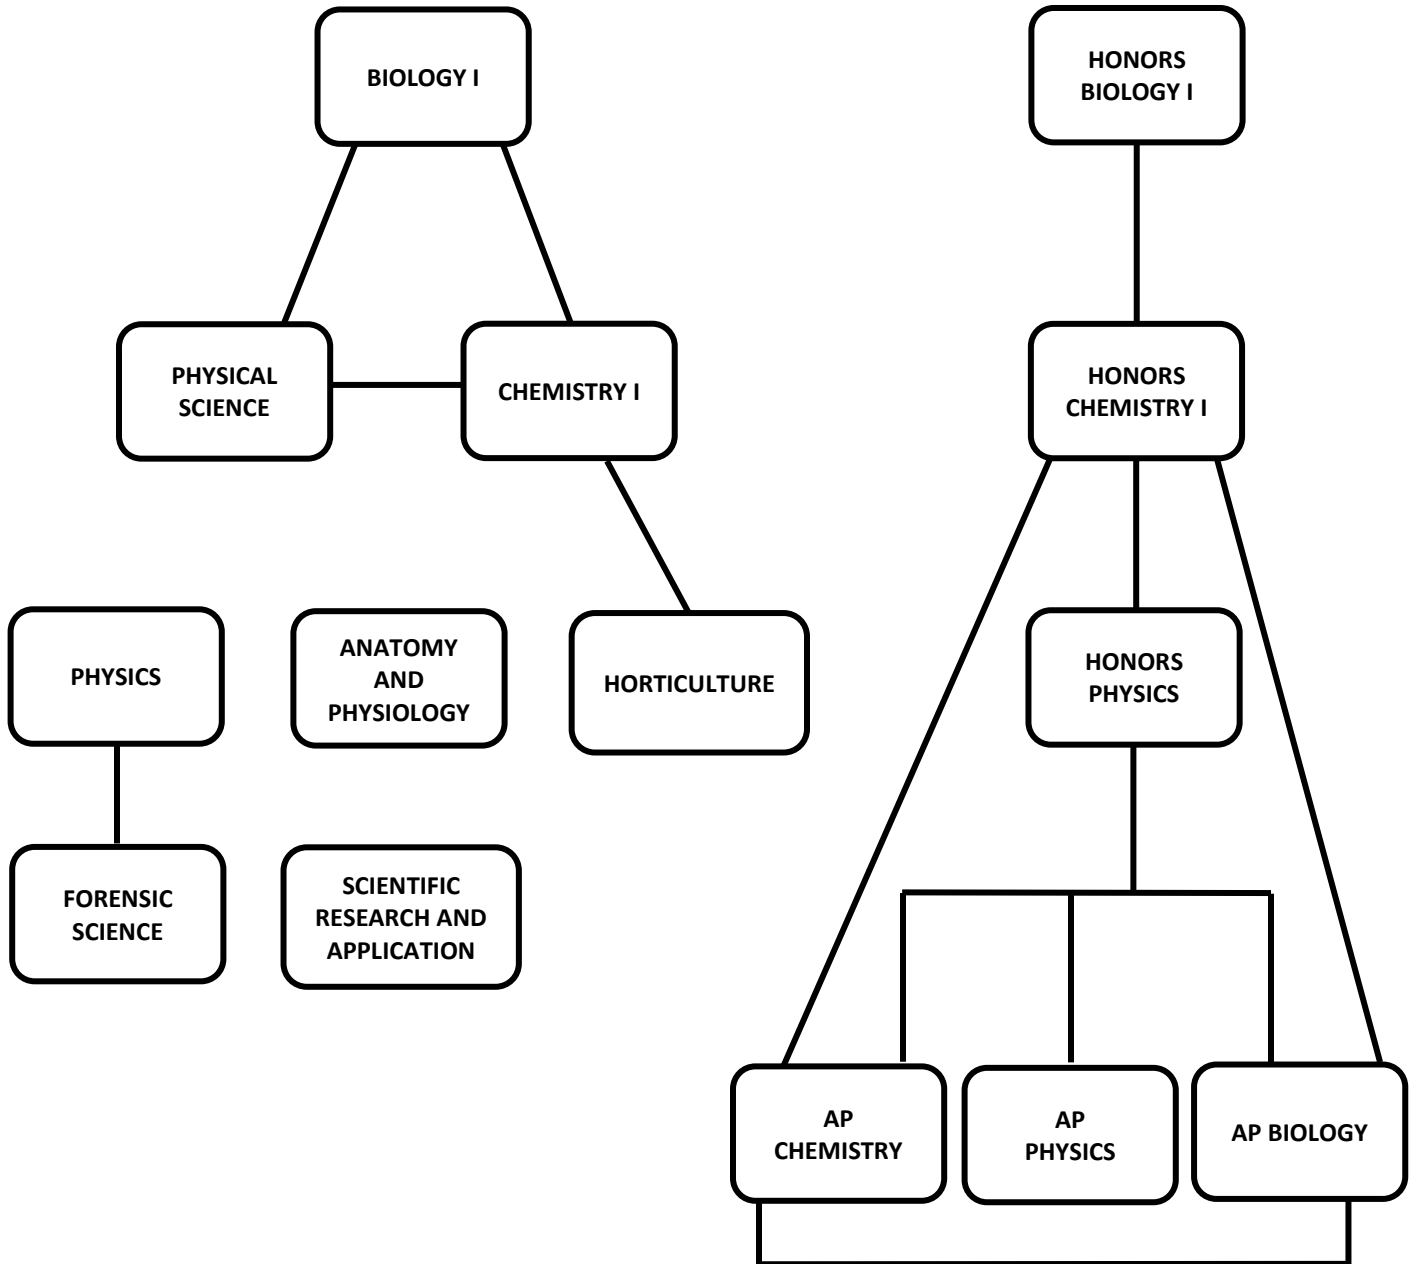 BIOLOGY I
HONORS
BIOLOGY I
PHYSICAL
SCIENCE
CHEMISTRY I
HONORS
CHEMISTRY I
PHYSICS
ANATOMY
AND
PHYSIOLOGY
HORTICULTURE
HONORS
PHYSICS
FORENSIC
SCIENCE
SCIENTIFIC
RESEARCH AND
APPLICATION
AP
CHEMISTRY
AP
PHYSICS
AP BIOLOGY